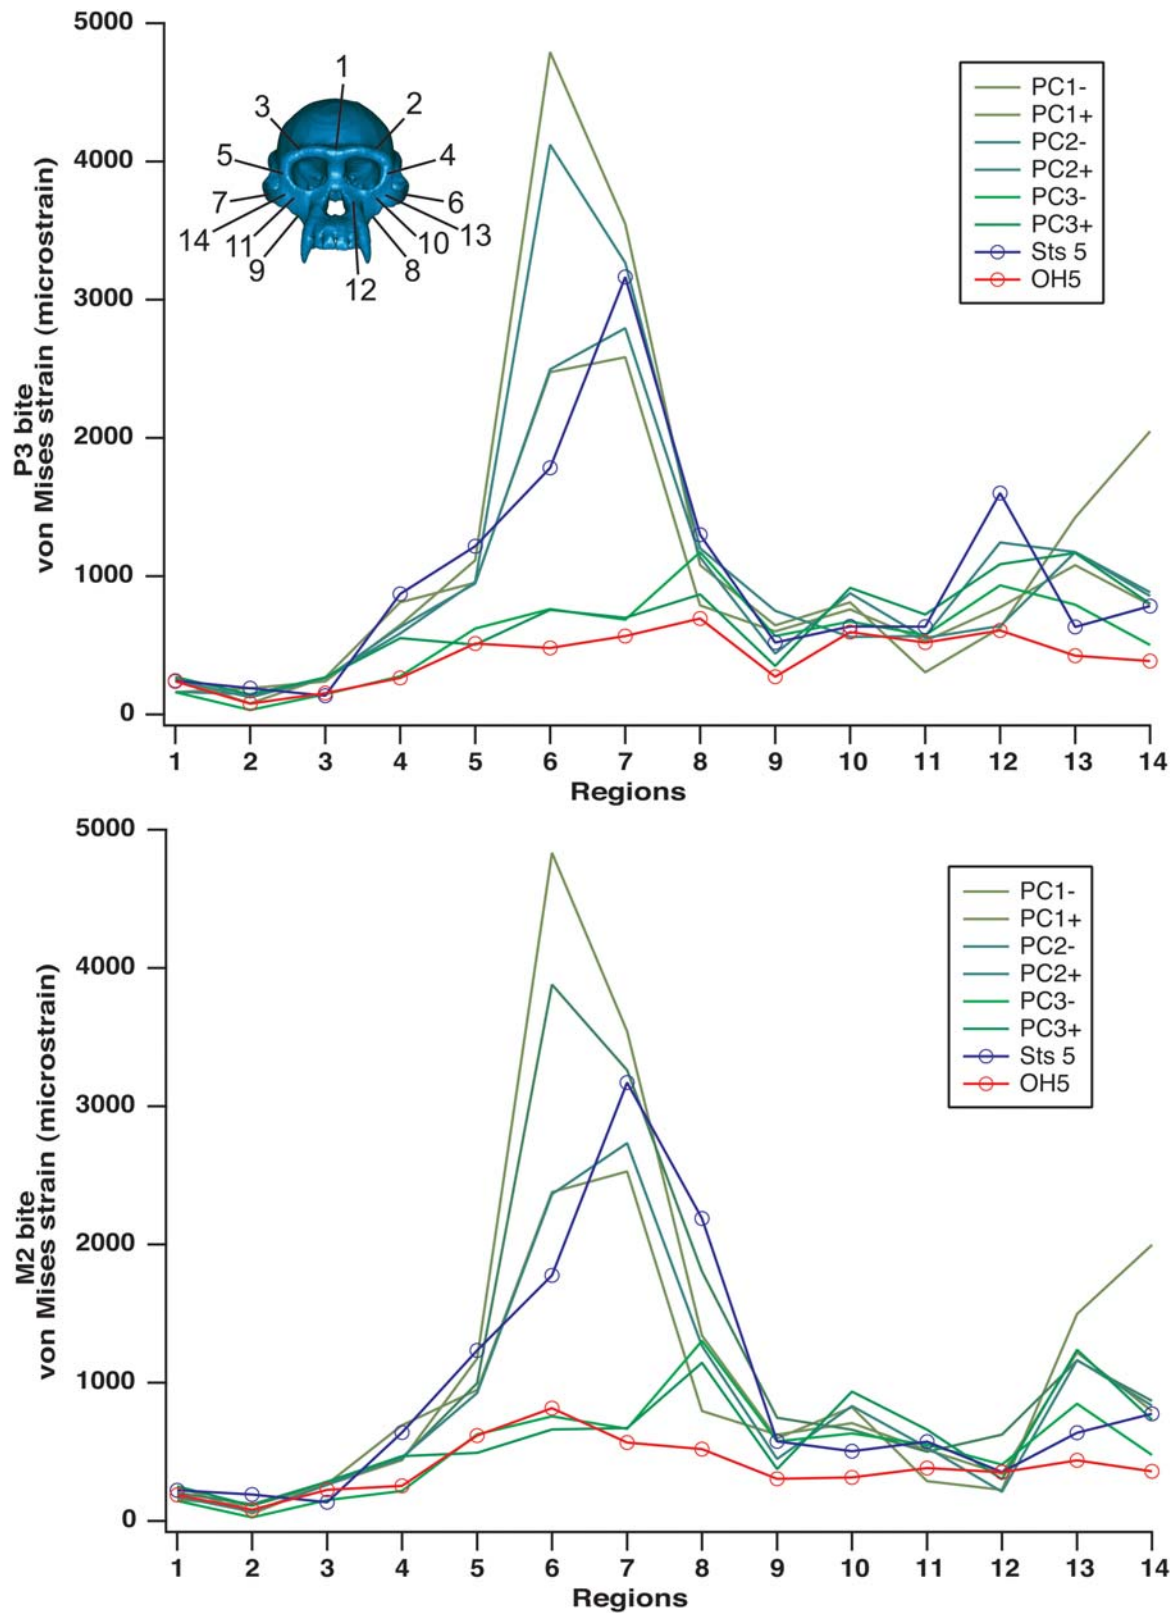 5000
4000
3000
2000
1000
0
P3 bite
von Mises strain (microstrain)
1
3
2
5
4
7
6
14
13
11
10
9
8
12
PC1-
PC1+
PC2-
PC2+
PC3-
PC3+
Sts 5
OH5
1 2 3 4 5 6 7 8 9 10 11 12 13 14
Regions
5000
4000
3000
2000
1000
0
M2 bite
von Mises strain (microstrain)
PC1-
PC1+
PC2-
PC2+
PC3-
PC3+
Sts 5
OH5
1 2 3 4 5 6 7 8 9 10 11 12 13 14
Regions